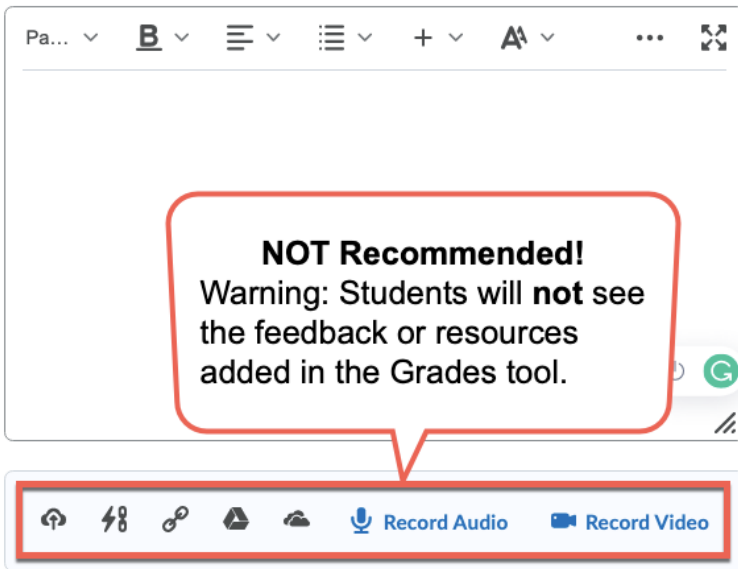 Pa... B A
NOT Recommended!
Warning: Students will not see
the feedback or resources
added in the Grades tool.
G
Record Audio Record Video